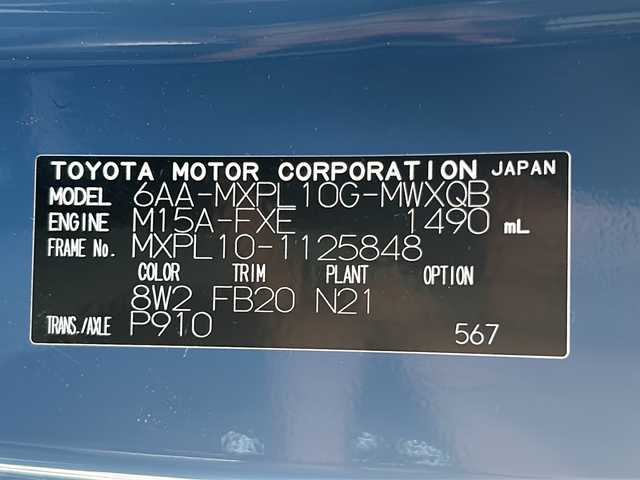 TOYOTA MOTOR CORPORATION JAPAN
MODEL 6AA-MXPL10G-MWXQB
ENGINE M15A-FXE 1490 mL
FRAME No. MXPL10-1125848
COLOR TRIM PLANT OPTION
8W2 FB20 N21
TRANS./AXLE P910 567